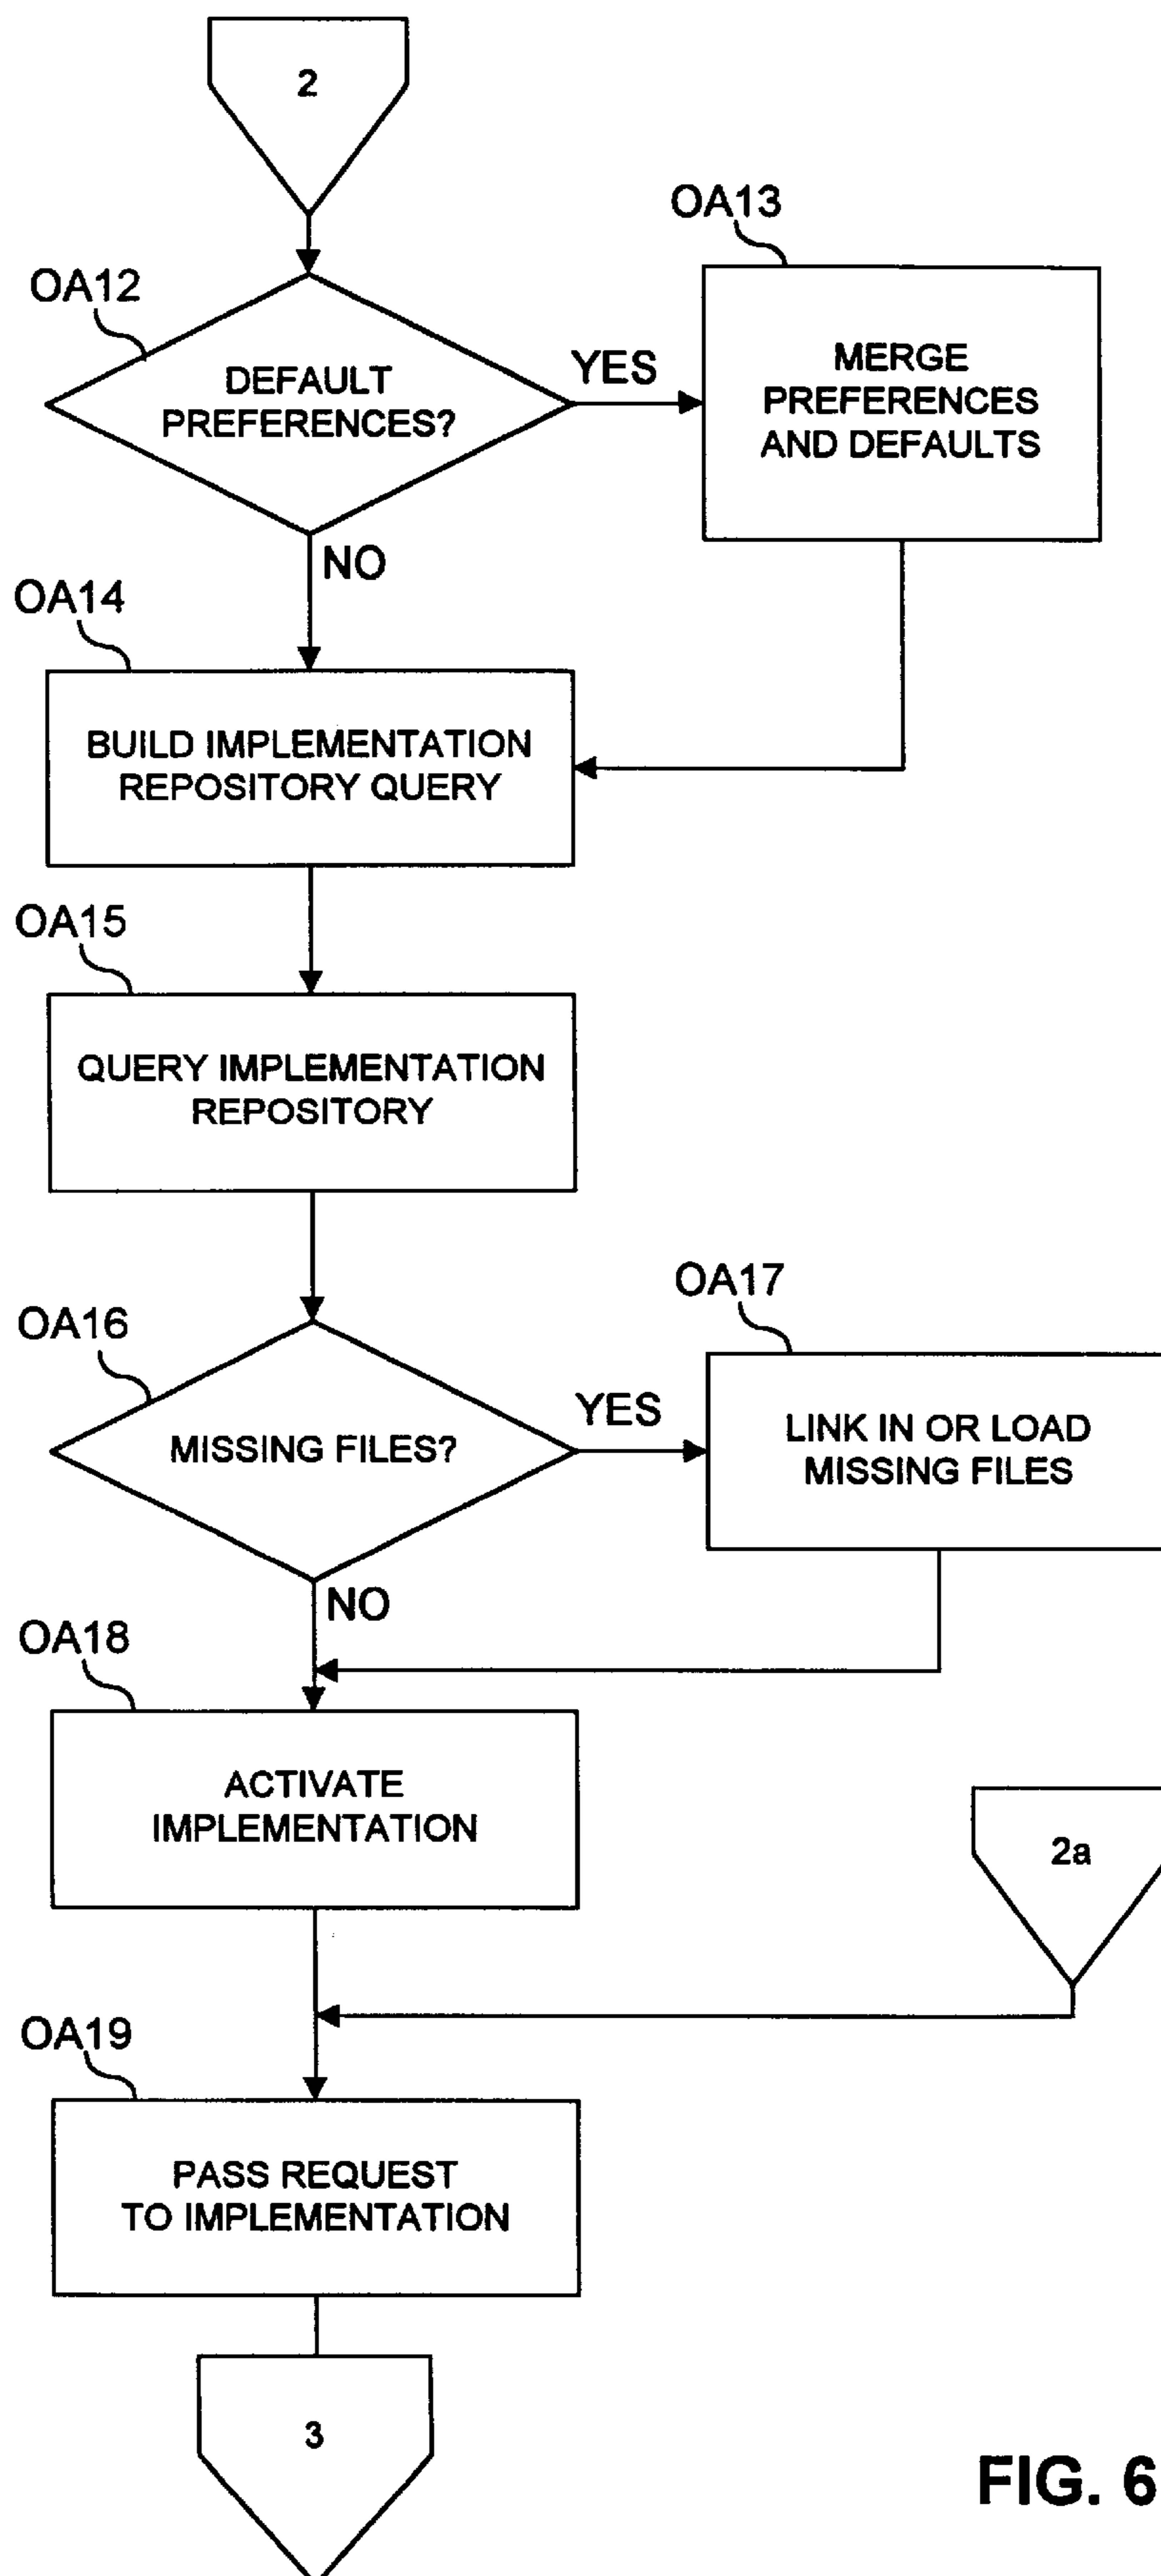 2
OA13
OA12
DEFAULT
PREFERENCES?
YES
MERGE
PREFERENCES
AND DEFAULTS
NO
OA14
BUILD IMPLEMENTATION
REPOSITORY QUERY
OA15
QUERY IMPLEMENTATION
REPOSITORY
OA17
OA16
MISSING FILES?
YES
LINK IN OR LOAD
MISSING FILES
NO
OA18
ACTIVATE
IMPLEMENTATION
2a
OA19
PASS REQUEST
TO IMPLEMENTATION
3
FIG. 6